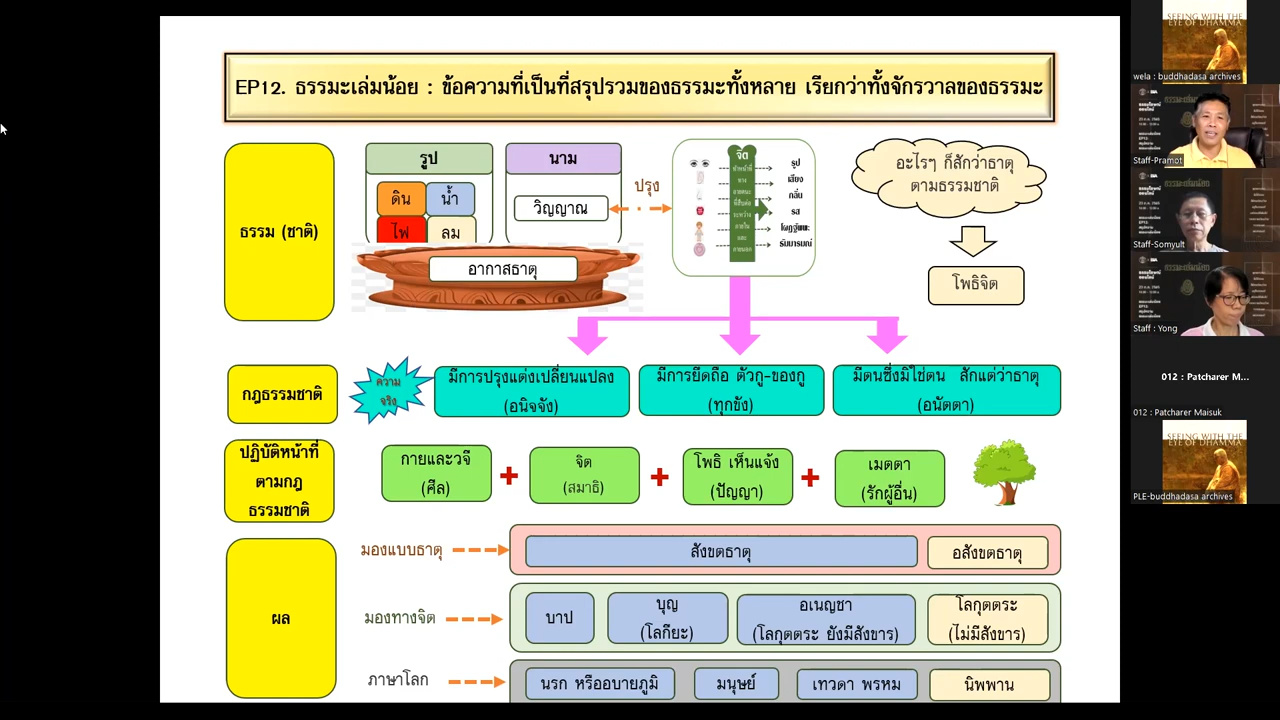 EP12. ธรรมะเล่มน้อย : ข้อความที่เป็นที่สรุปรวมของธรรมะทั้งหลาย เรียกว่าทั้งจักรวาลของธรรมะ
ธรรม (ชาติ)
รูป
ดิน
น้ำ
ไฟ
ลม
นาม
วิญญาณ
อากาสธาตุ
ปรุง
จิต
รูป
เสียง
กลิ่น
รส
โผฏฐัพพะ
ธัมมารมณ์
อะไรๆ ก็สักว่าธาตุ
ตามธรรมชาติ
โพธิจิต
กฎธรรมชาติ
ความ
จริง
มีการปรุงแต่งเปลี่ยนแปลง
(อนิจจัง)
มีการยึดถือ ตัวกู-ของกู
(ทุกขัง)
มีตนซึ่งมิใช่ตน สักแต่ว่าธาตุ
(อนัตตา)
ปฏิบัติหน้าที่
ตามกฎ
ธรรมชาติ
กายและวจี
(ศีล)
จิต
(สมาธิ)
โพธิ เห็นแจ้ง
(ปัญญา)
เมตตา
(รักผู้อื่น)
ผล
มองแบบธาตุ
สังขตธาตุ
อสังขตธาตุ
มองทางจิต
บาป
บุญ
(โลกียะ)
อเนญชา
(โลกุตตระ ยังมีสังขาร)
โลกุตตระ
(ไม่มีสังขาร)
ภาษาโลก
นรก หรืออบายภูมิ
มนุษย์
เทวดา พรหม
นิพพาน
SEEING WITH THE
EYE OF DHAMMA
wela : buddhadasa archives
Staff-Pramot
Staff-Somyult
Staff : Yong
012 : Patcharer M...
012 : Patcharer Maisuk
SEEING WITH THE
EYE OF DHAMMA
PLE-buddhadasa archives